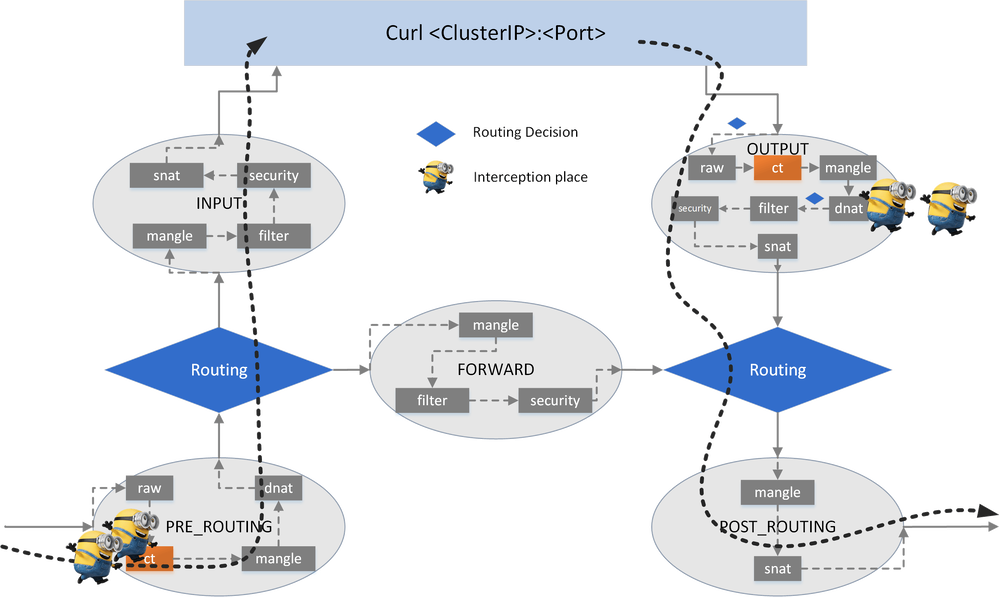 Curl <ClusterIP>:<Port>
Routing Decision
Interception place
snat
security
INPUT
mangle
filter
OUTPUT
raw
ct
mangle
security
filter
dnat
snat
Routing
mangle
FORWARD
filter
security
Routing
raw
dnat
PRE_ROUTING
ct
mangle
mangle
POST_ROUTING
snat